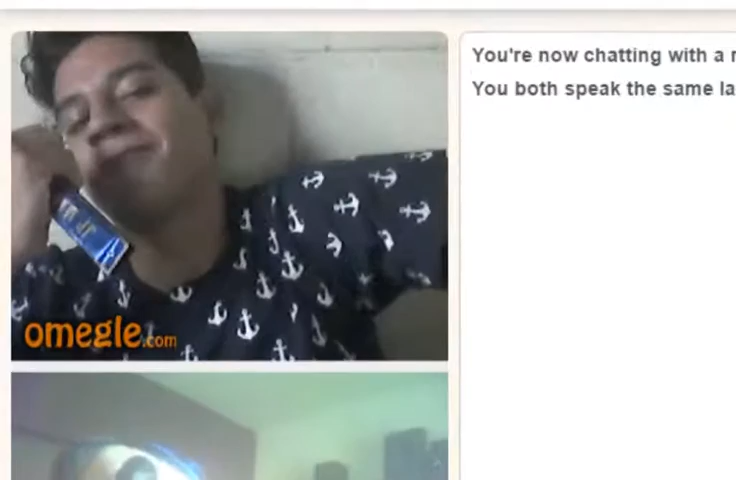 You're now chatting with a r
You both speak the same la
omegle.com